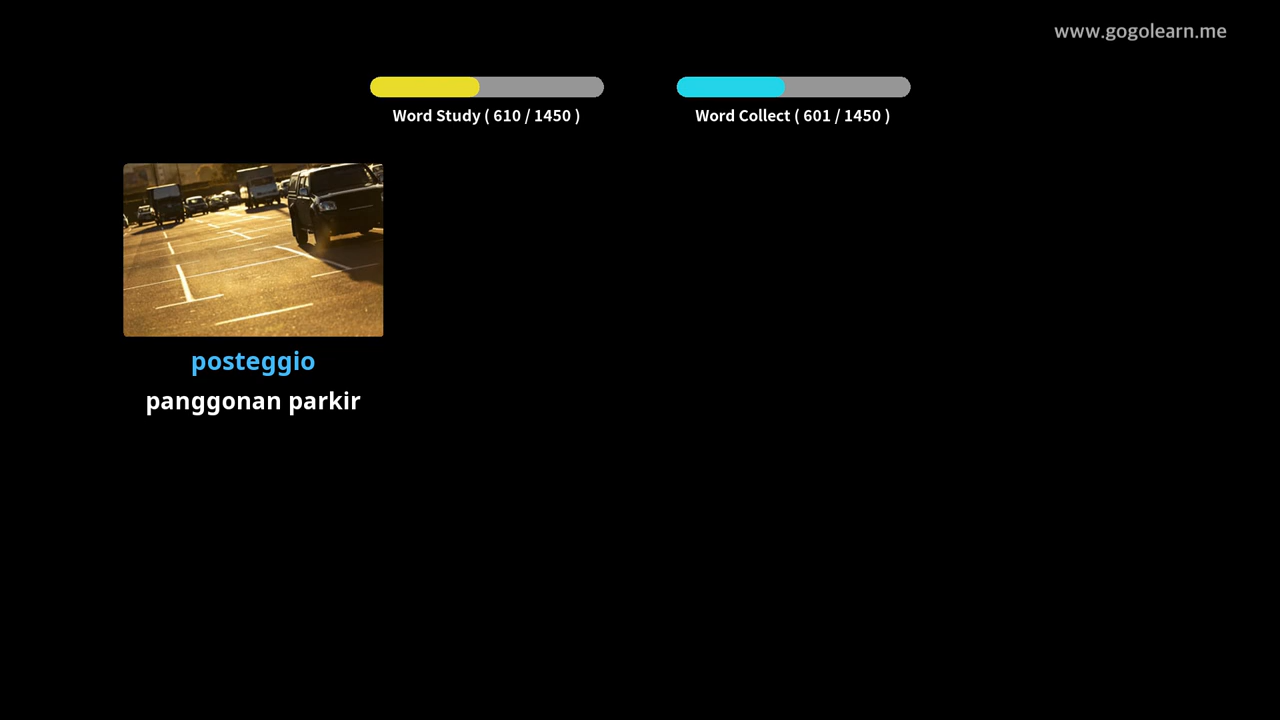 www.gogolearn.me
Word Study ( 610 / 1450 )
Word Collect ( 601 / 1450 )
posteggio
panggonan parkir